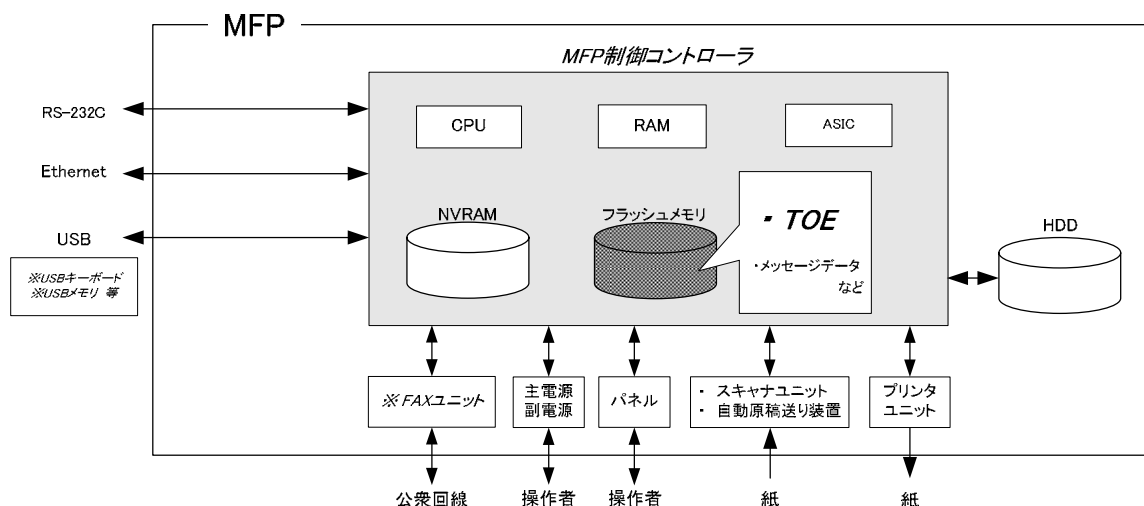 MFP
MFP制御コントローラ
RS-232C
CPU
RAM
ASIC
Ethernet
NVRAM
フラッシュメモリ
・ TOE
・メッセージデータ
など
HDD
USB
※USBキーボード
※USBメモリ 等
※ FAXユニット
主電源
副電源
パネル
・ スキャナユニット
・ 自動原稿送り装置
プリンタ
ユニット
公衆回線
操作者
操作者
紙
紙